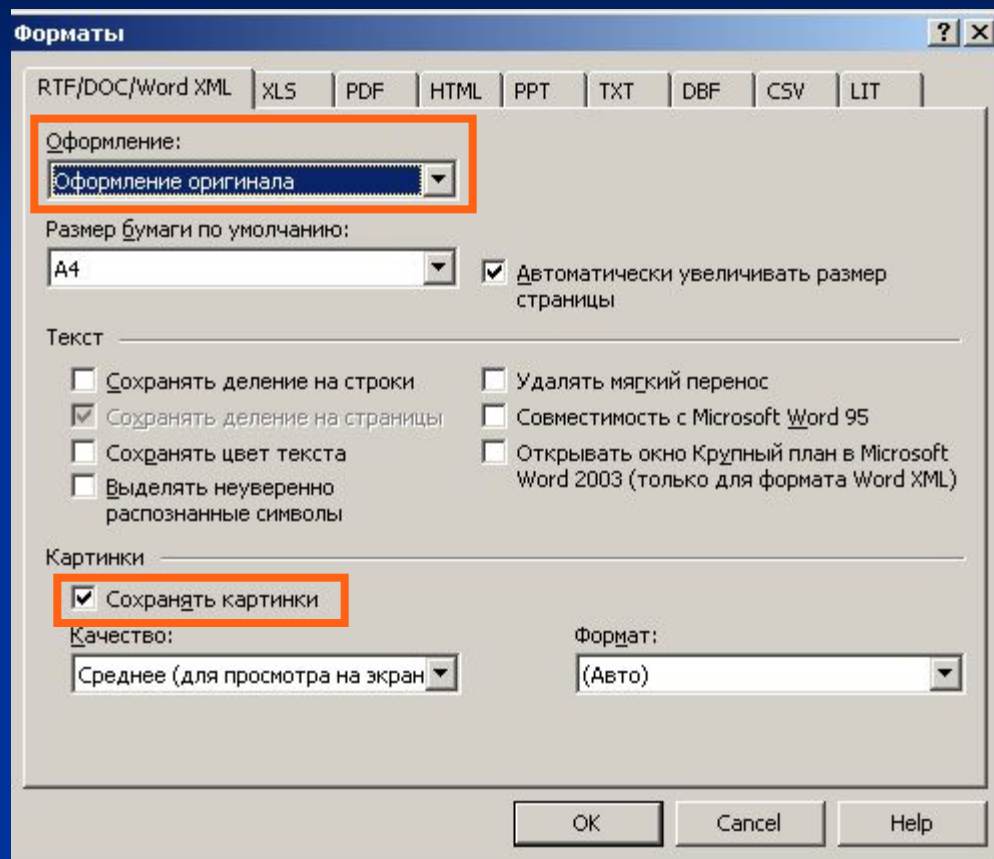 Форматы
RTF/DOC/Word XML XLS PDF HTML PPT TXT DBF CSV LIT
Оформление:
Оформление оригинала
Размер бумаги по умолчанию:
A4
Автоматически увеличивать размер
страницы
Текст
Сохранять деление на строки
Сохранять деление на страницы
Сохранять цвет текста
Выделять неуверенно
распознанные символы
Удалять мягкий перенос
Совместимость с Microsoft Word 95
Открывать окно Крупный план в Microsoft
Word 2003 (только для формата Word XML)
Картинки
Сохранять картинки
Качество:
Среднее (для просмотра на экран
Формат:
(Авто)
OK Cancel Help